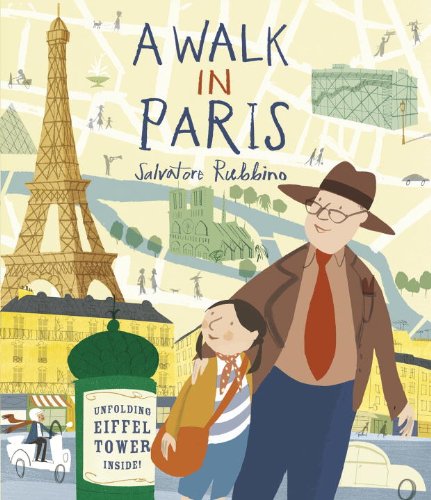 A WALK
IN
PARIS
Salvatore Rubbino
UNFOLDING
EIFFEL
TOWER
INSIDE!